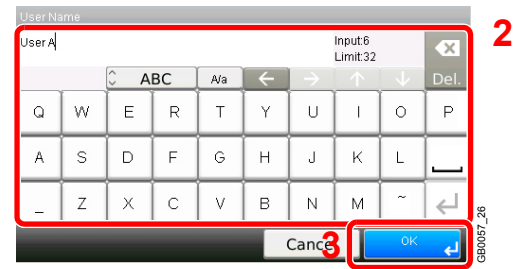 User Name
User A Input:6 2
Limit:32
ABC A/a Del.
Q W E R T Y U I O P
A S D F G H J K L
_ Z X C V B N M ~
Cance 3 OK
GB0057_26